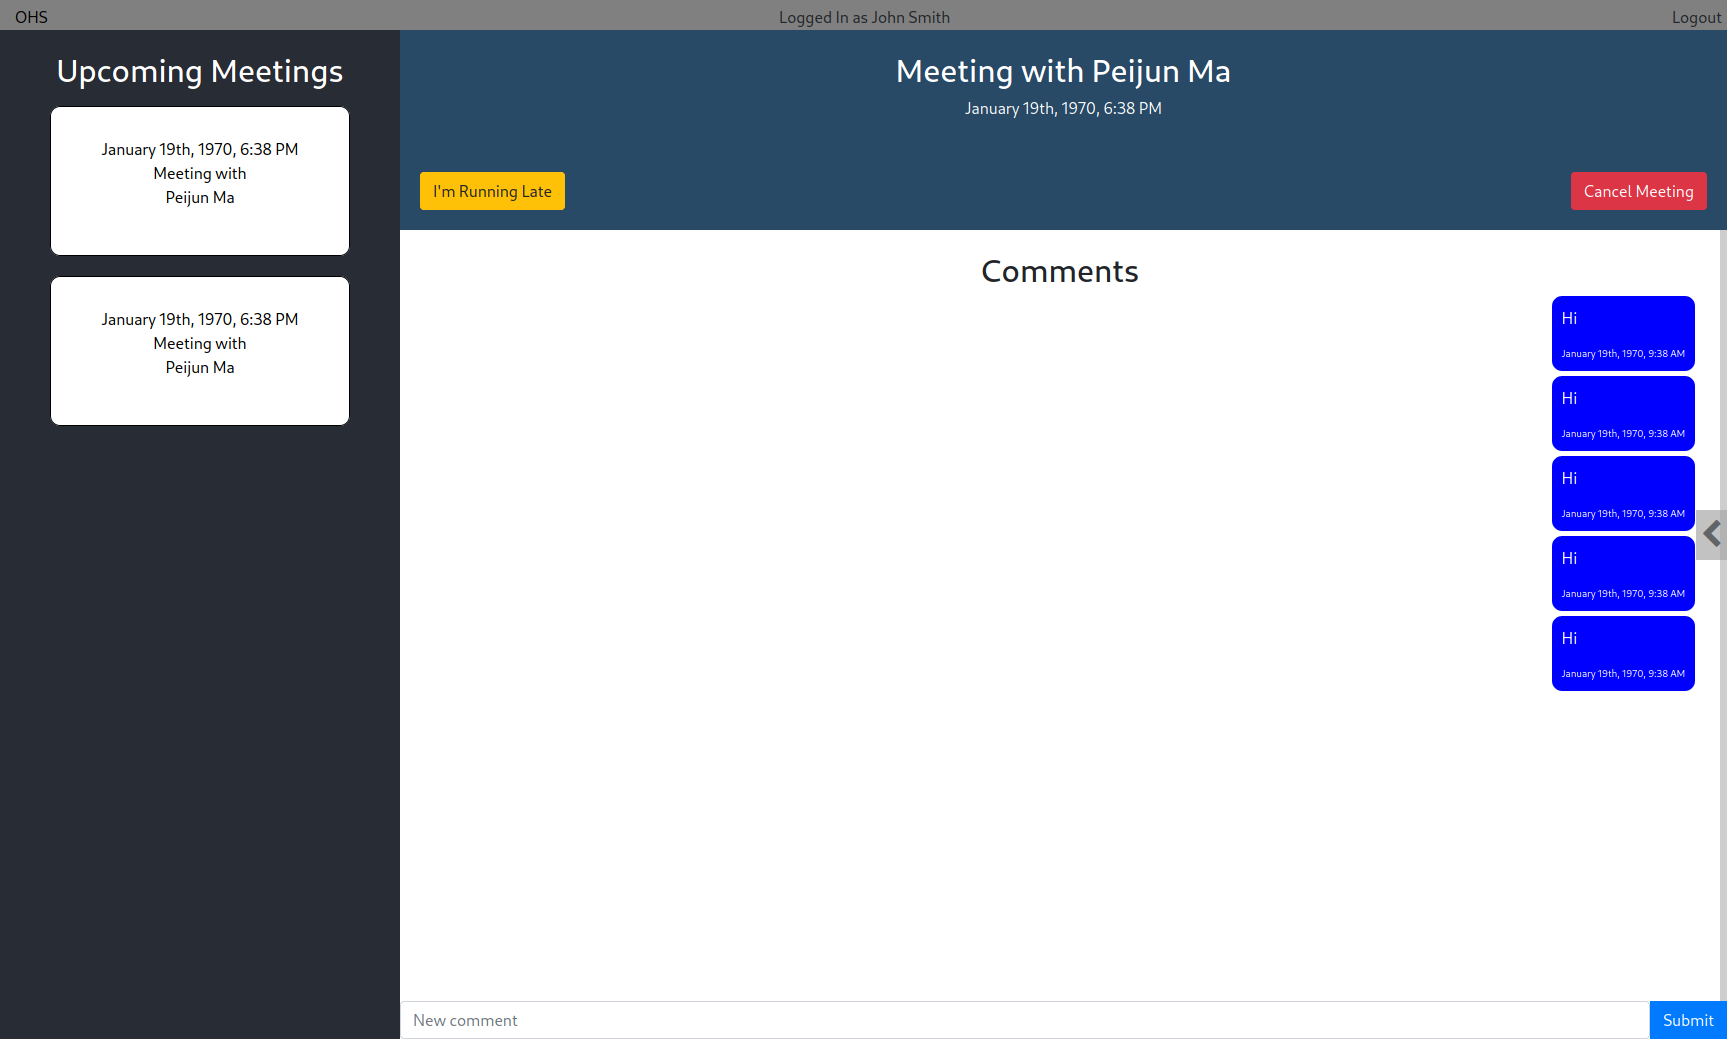 OHS
Logged In as John Smith
Logout
Upcoming Meetings
January 19th, 1970, 6:38 PM
Meeting with
Peijun Ma
January 19th, 1970, 6:38 PM
Meeting with
Peijun Ma
Meeting with Peijun Ma
January 19th, 1970, 6:38 PM
I'm Running Late
Cancel Meeting
Comments
Hi
January 19th, 1970, 9:38 AM
Hi
January 19th, 1970, 9:38 AM
Hi
January 19th, 1970, 9:38 AM
Hi
January 19th, 1970, 9:38 AM
Hi
January 19th, 1970, 9:38 AM
New comment
Submit